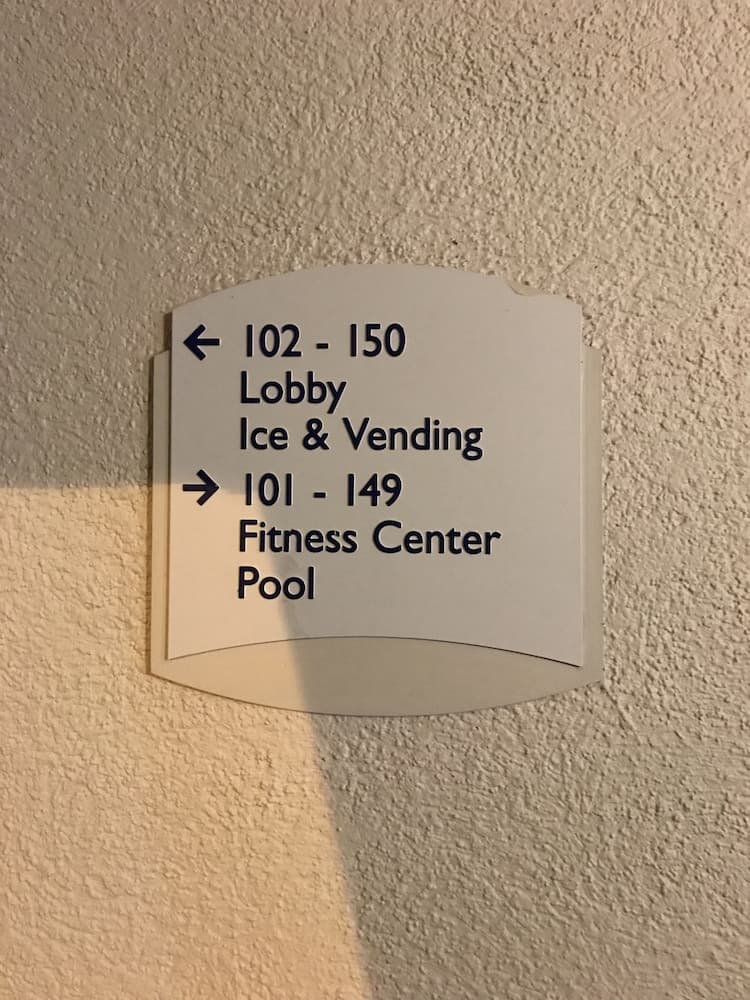 ← 102 - 150
Lobby
Ice & Vending
→ 101 - 149
Fitness Center
Pool